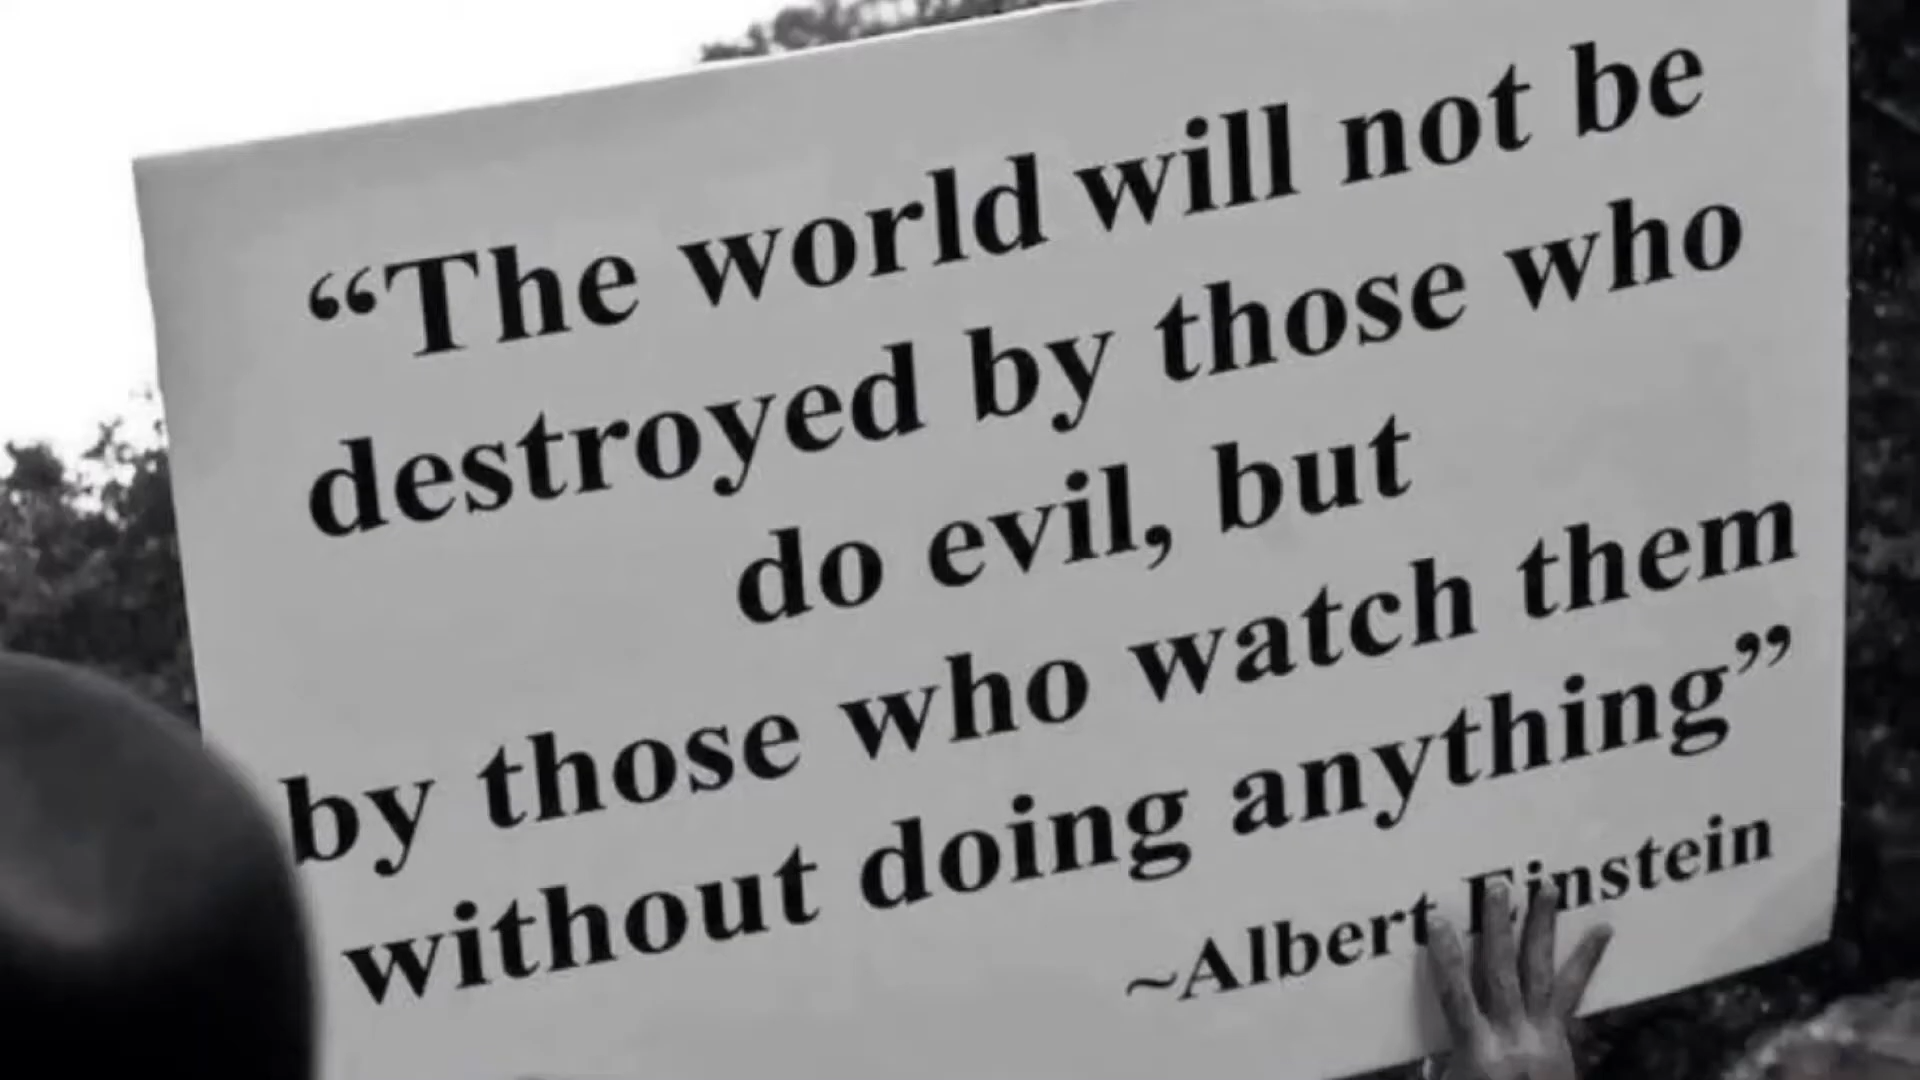 “The world will not be
destroyed by those who
do evil, but
by those who watch them
without doing anything”
~Albert Einstein